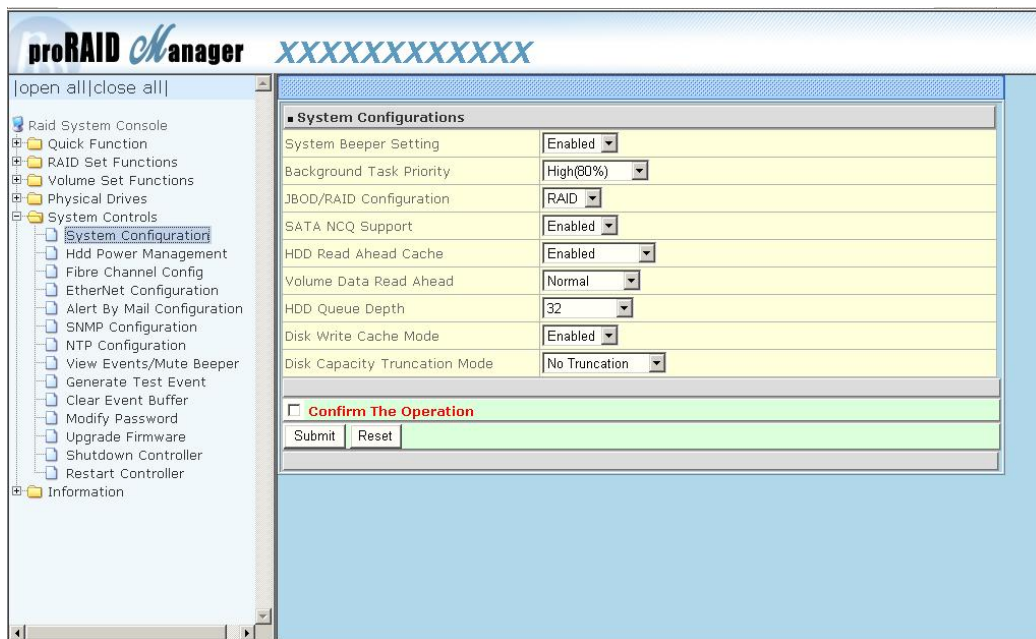 proRAID Manager XXXXXXXXXXXX
|open all|close all|
Raid System Console
Quick Function
RAID Set Functions
Volume Set Functions
Physical Drives
System Controls
System Configuration
Hdd Power Management
Fibre Channel Config
EtherNet Configuration
Alert By Mail Configuration
SNMP Configuration
NTP Configuration
View Events/Mute Beeper
Generate Test Event
Clear Event Buffer
Modify Password
Upgrade Firmware
Shutdown Controller
Restart Controller
Information
System Configurations
System Beeper Setting Enabled
Background Task Priority High(80%)
JBOD/RAID Configuration RAID
SATA NCQ Support Enabled
HDD Read Ahead Cache Enabled
Volume Data Read Ahead Normal
HDD Queue Depth 32
Disk Write Cache Mode Enabled
Disk Capacity Truncation Mode No Truncation
Confirm The Operation
Submit Reset